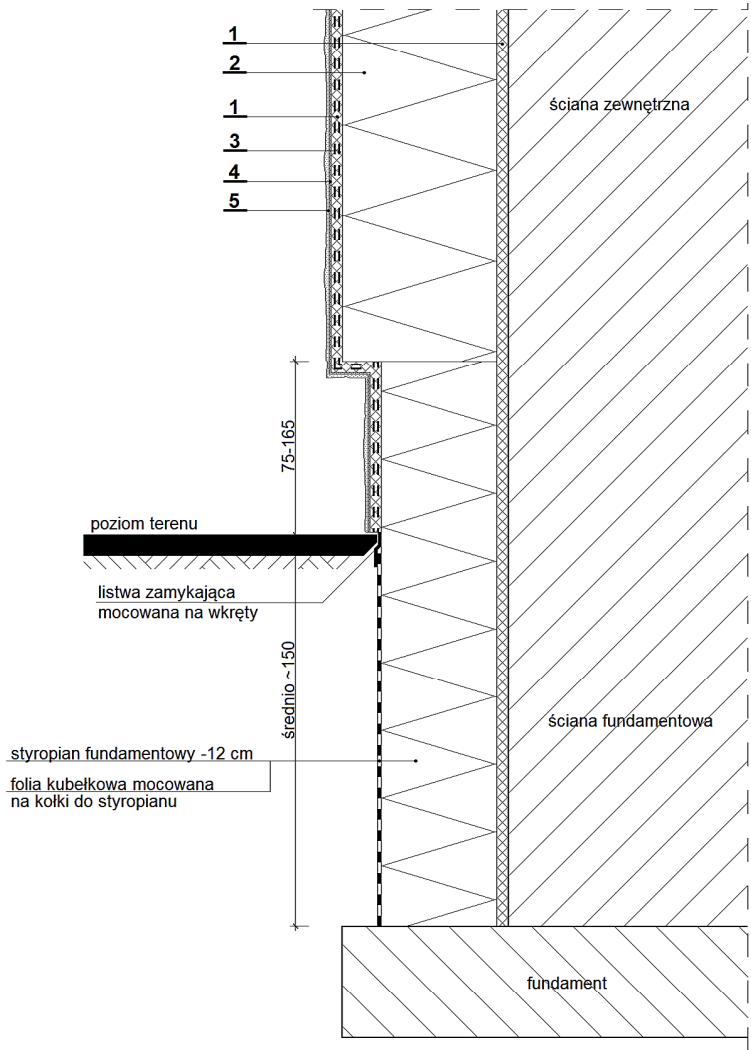 1
2
ściana zewnętrzna
1
3
4
5
75-165
poziom terenu
listwa zamykająca
mocowana na wkręty
średnio ~150
ściana fundamentowa
styropian fundamentowy -12 cm
folia kubełkowa mocowana
na kołki do styropianu
fundament